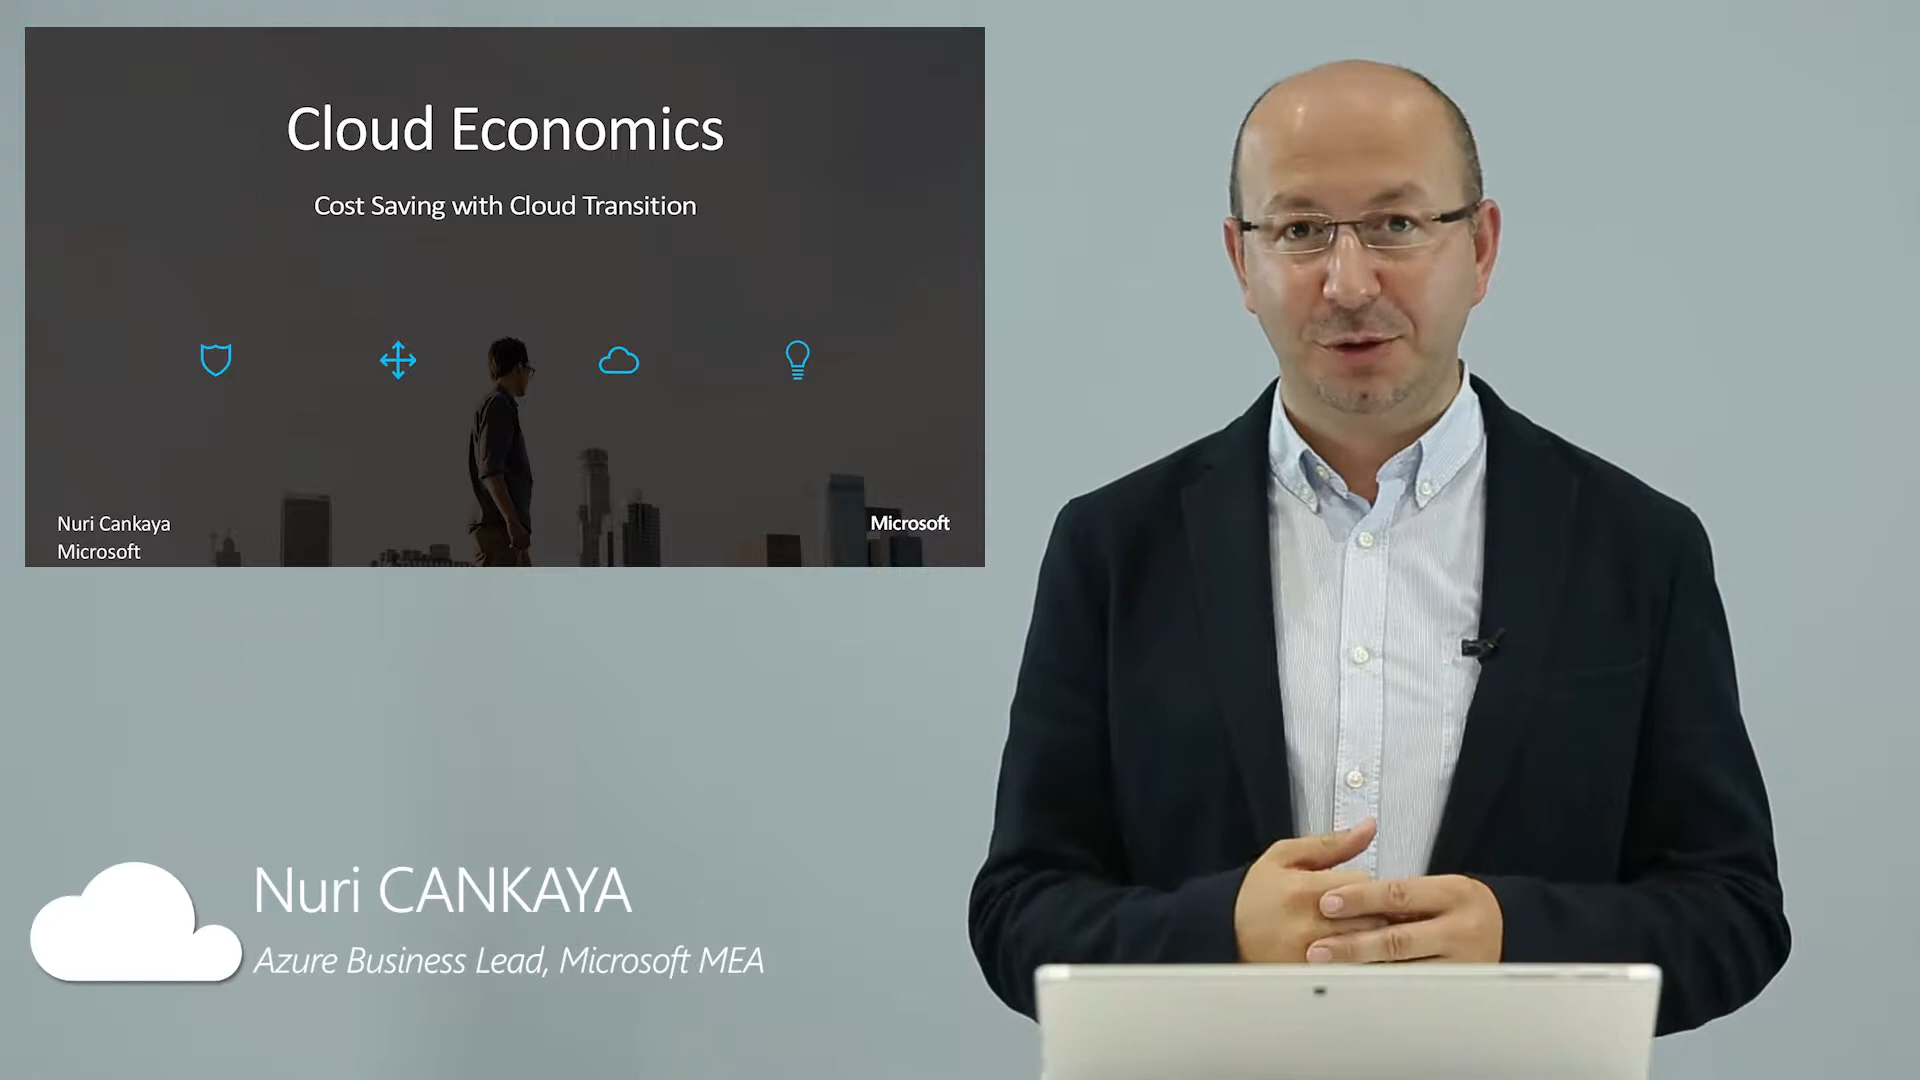 Cloud Economics
Cost Saving with Cloud Transition
Nuri Cankaya
Microsoft
Microsoft
Nuri CANKAYA
Azure Business Lead, Microsoft MEA